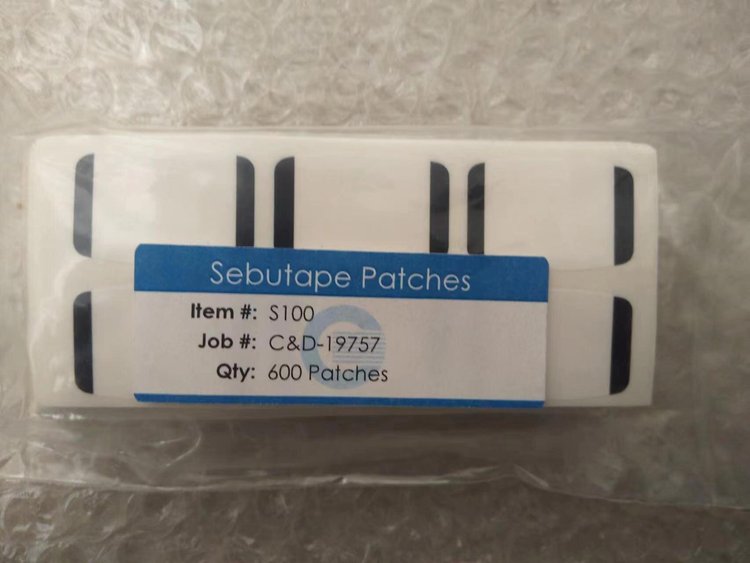 Sebutape Patches
Item #: S100
Job #: C&D-19757
Qty: 600 Patches